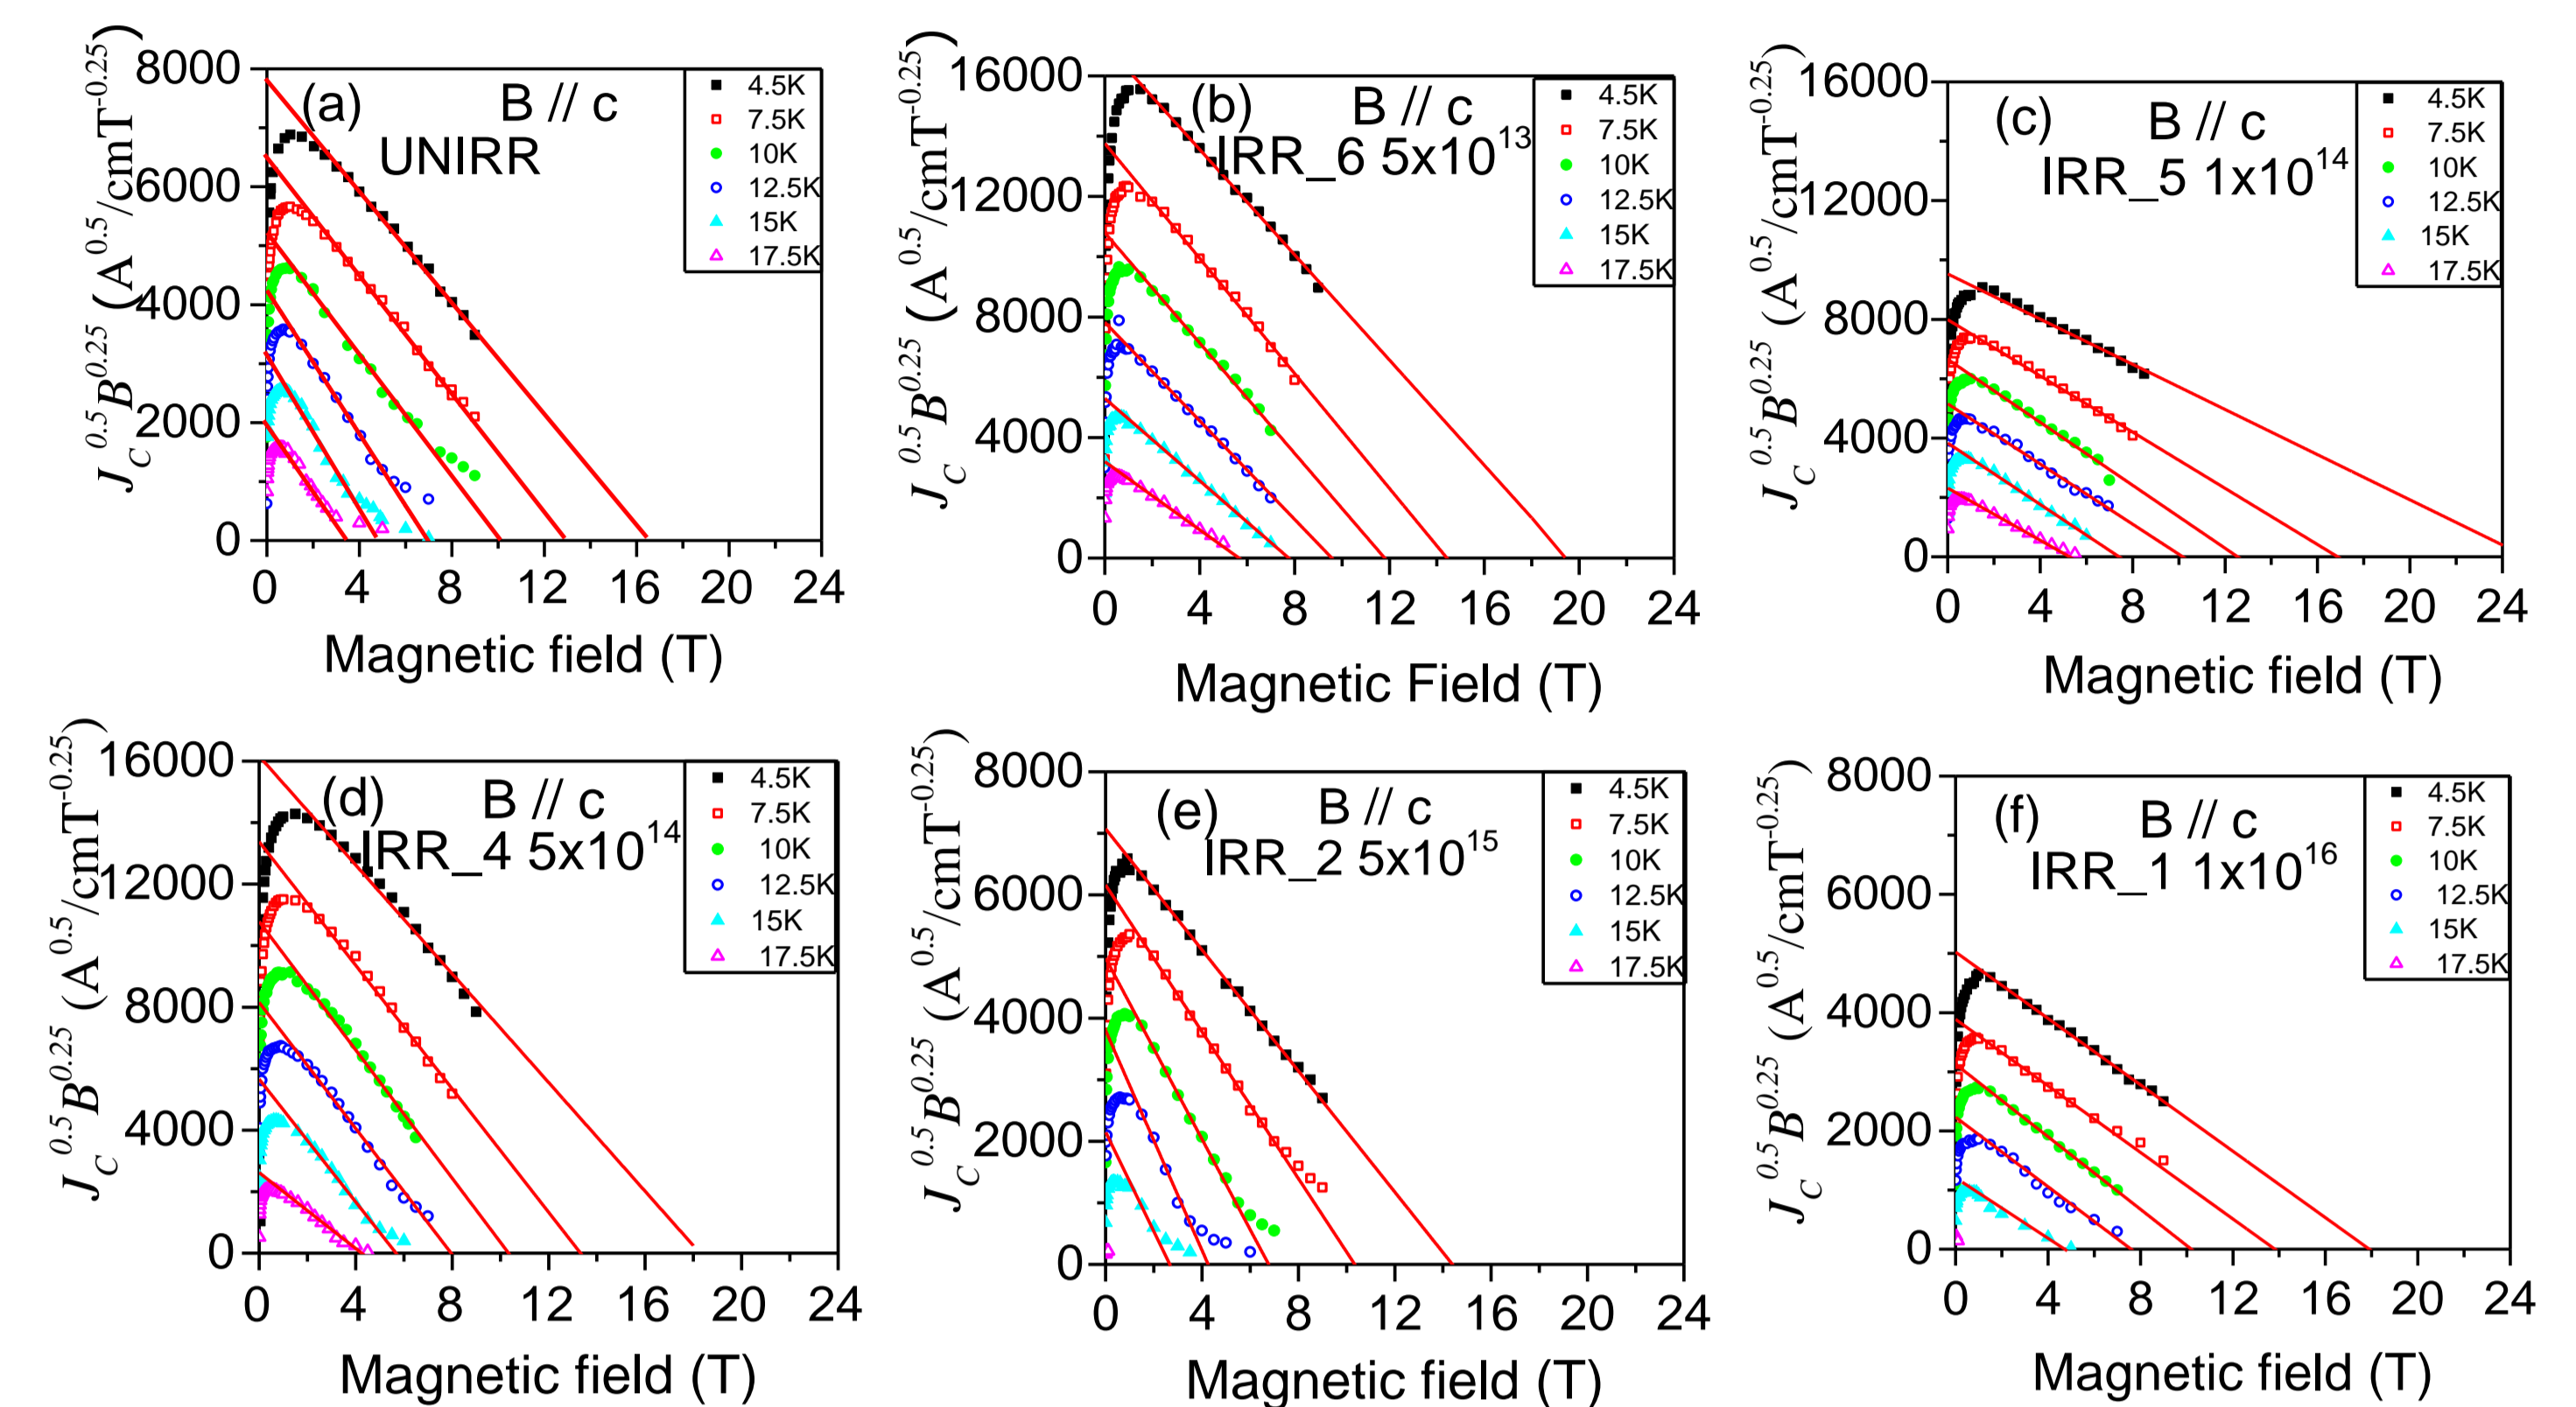 J_C^0.5 B^0.25 (A^0.5/cmT^-0.25)
8000
6000
4000
2000
0
(a) B // c
UNIRR
4.5K
7.5K
10K
12.5K
15K
17.5K
0 4 8 12 16 20 24
Magnetic field (T)
J_C^0.5 B^0.25 (A^0.5/cmT^-0.25)
16000
12000
8000
4000
0
(b) B // c
IRR_6 5x10^13
4.5K
7.5K
10K
12.5K
15K
17.5K
0 4 8 12 16 20 24
Magnetic Field (T)
J_C^0.5 B^0.25 (A^0.5/cmT^-0.25)
16000
12000
8000
4000
0
(c) B // c
IRR_5 1x10^14
4.5K
7.5K
10K
12.5K
15K
17.5K
0 4 8 12 16 20 24
Magnetic field (T)
J_C^0.5 B^0.25 (A^0.5/cmT^-0.25)
16000
12000
8000
4000
0
(d) B // c
IRR_4 5x10^14
4.5K
7.5K
10K
12.5K
15K
17.5K
0 4 8 12 16 20 24
Magnetic field (T)
J_C^0.5 B^0.25 (A^0.5/cmT^-0.25)
8000
6000
4000
2000
0
(e) B // c
IRR_2 5x10^15
4.5K
7.5K
10K
12.5K
15K
17.5K
0 4 8 12 16 20 24
Magnetic field (T)
J_C^0.5 B^0.25 (A^0.5/cmT^-0.25)
8000
6000
4000
2000
0
(f) B // c
IRR_1 1x10^16
4.5K
7.5K
10K
12.5K
15K
17.5K
0 4 8 12 16 20 24
Magnetic field (T)